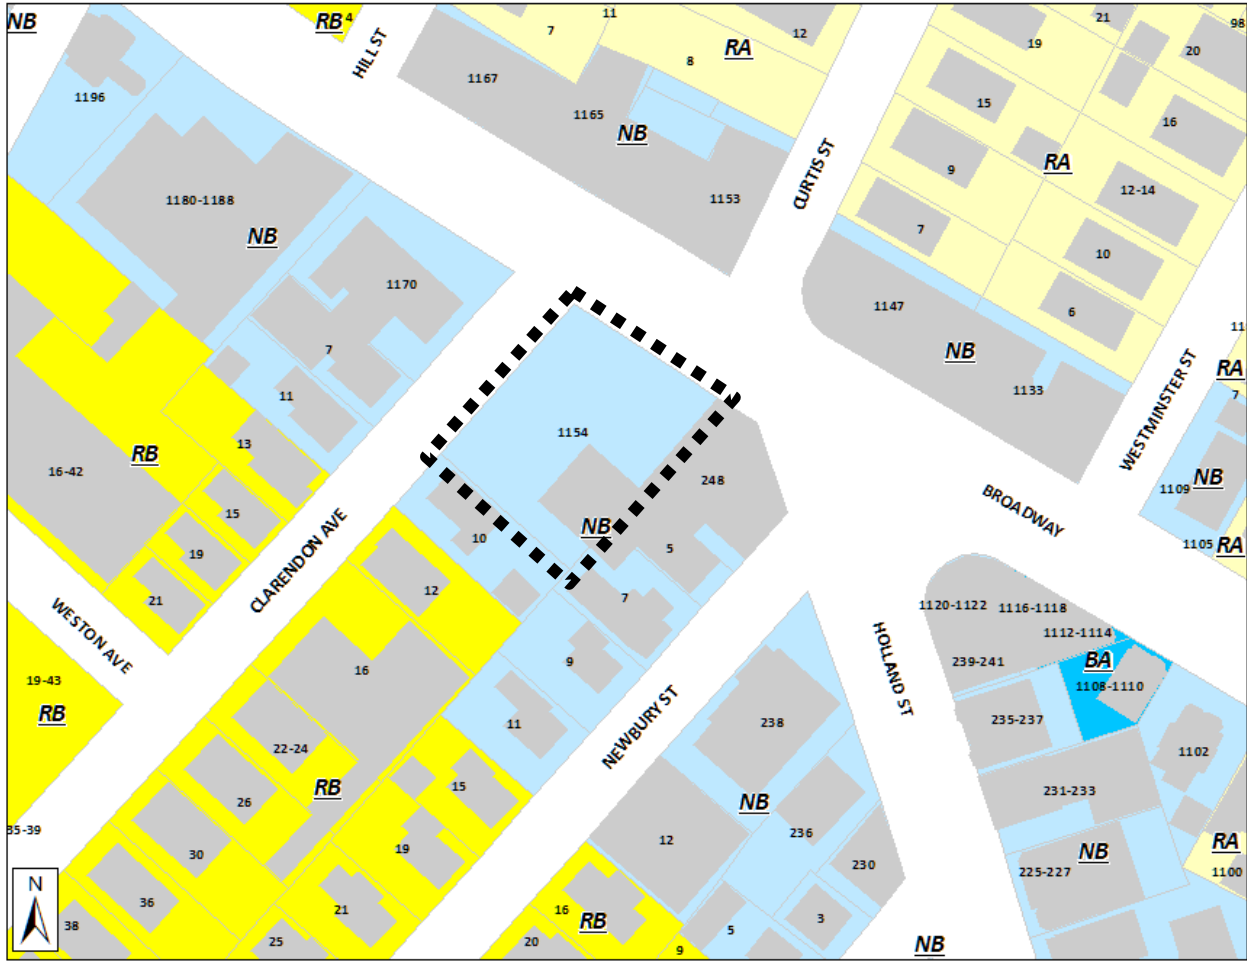 NB
RB
4
HILL ST
7
11
12
RA
8
21
19
98
20
1196
1167
1165
NB
15
16
CURTIS ST
9
RA
12-14
1180-1188
NB
1153
7
10
1170
1147
6
7
NB
1133
WESTMINSTER ST
11
RA
7
11
13
1154
RB
16-42
248
1109
NB
BROADWAY
15
10
NB
5
1105
RA
19
CLARENDON AVE
12
7
21
1120-1122
1116-1118
1112-1114
WESTON AVE
HOLLAND ST
9
239-241
BA
1108-1110
16
19-43
RB
NEWBURY ST
11
238
235-237
22-24
1102
RB
15
231-233
26
NB
35-39
236
12
19
30
230
NB
RA
225-227
1100
N
36
21
16
RB
3
38
5
25
20
9
NB